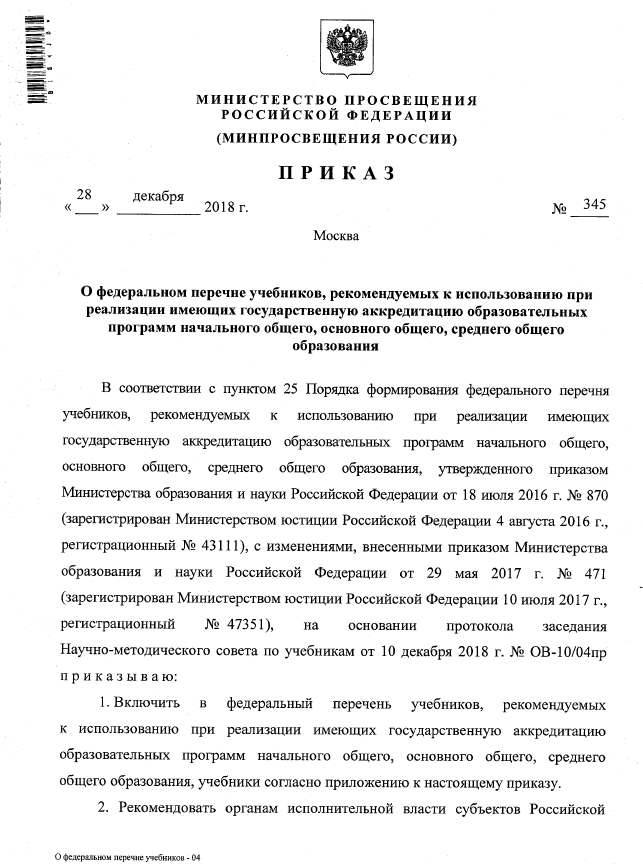 МИНИСТЕРСТВО ПРОСВЕЩЕНИЯ
РОССИЙСКОЙ ФЕДЕРАЦИИ
(МИНПРОСВЕЩЕНИЯ РОССИИ)
ПРИКАЗ
« 28 » декабря 2018 г. № 345
Москва
О федеральном перечне учебников, рекомендуемых к использованию при
реализации имеющих государственную аккредитацию образовательных
программ начального общего, основного общего, среднего общего
образования
В соответствии с пунктом 25 Порядка формирования федерального перечня
учебников, рекомендуемых к использованию при реализации имеющих
государственную аккредитацию образовательных программ начального общего,
основного общего, среднего общего образования, утвержденного приказом
Министерства образования и науки Российской Федерации от 18 июля 2016 г. № 870
(зарегистрирован Министерством юстиции Российской Федерации 4 августа 2016 г.,
регистрационный № 43111), с изменениями, внесенными приказом Министерства
образования и науки Российской Федерации от 29 мая 2017 г. № 471
(зарегистрирован Министерством юстиции Российской Федерации 10 июля 2017 г.,
регистрационный № 47351), на основании протокола заседания
Научно-методического совета по учебникам от 10 декабря 2018 г. № ОВ-10/04пр
п р и к а з ы в а ю:
1. Включить в федеральный перечень учебников, рекомендуемых
к использованию при реализации имеющих государственную аккредитацию
образовательных программ начального общего, основного общего, среднего
общего образования, учебники согласно приложению к настоящему приказу.
2. Рекомендовать органам исполнительной власти субъектов Российской
О федеральном перечне учебников - 04